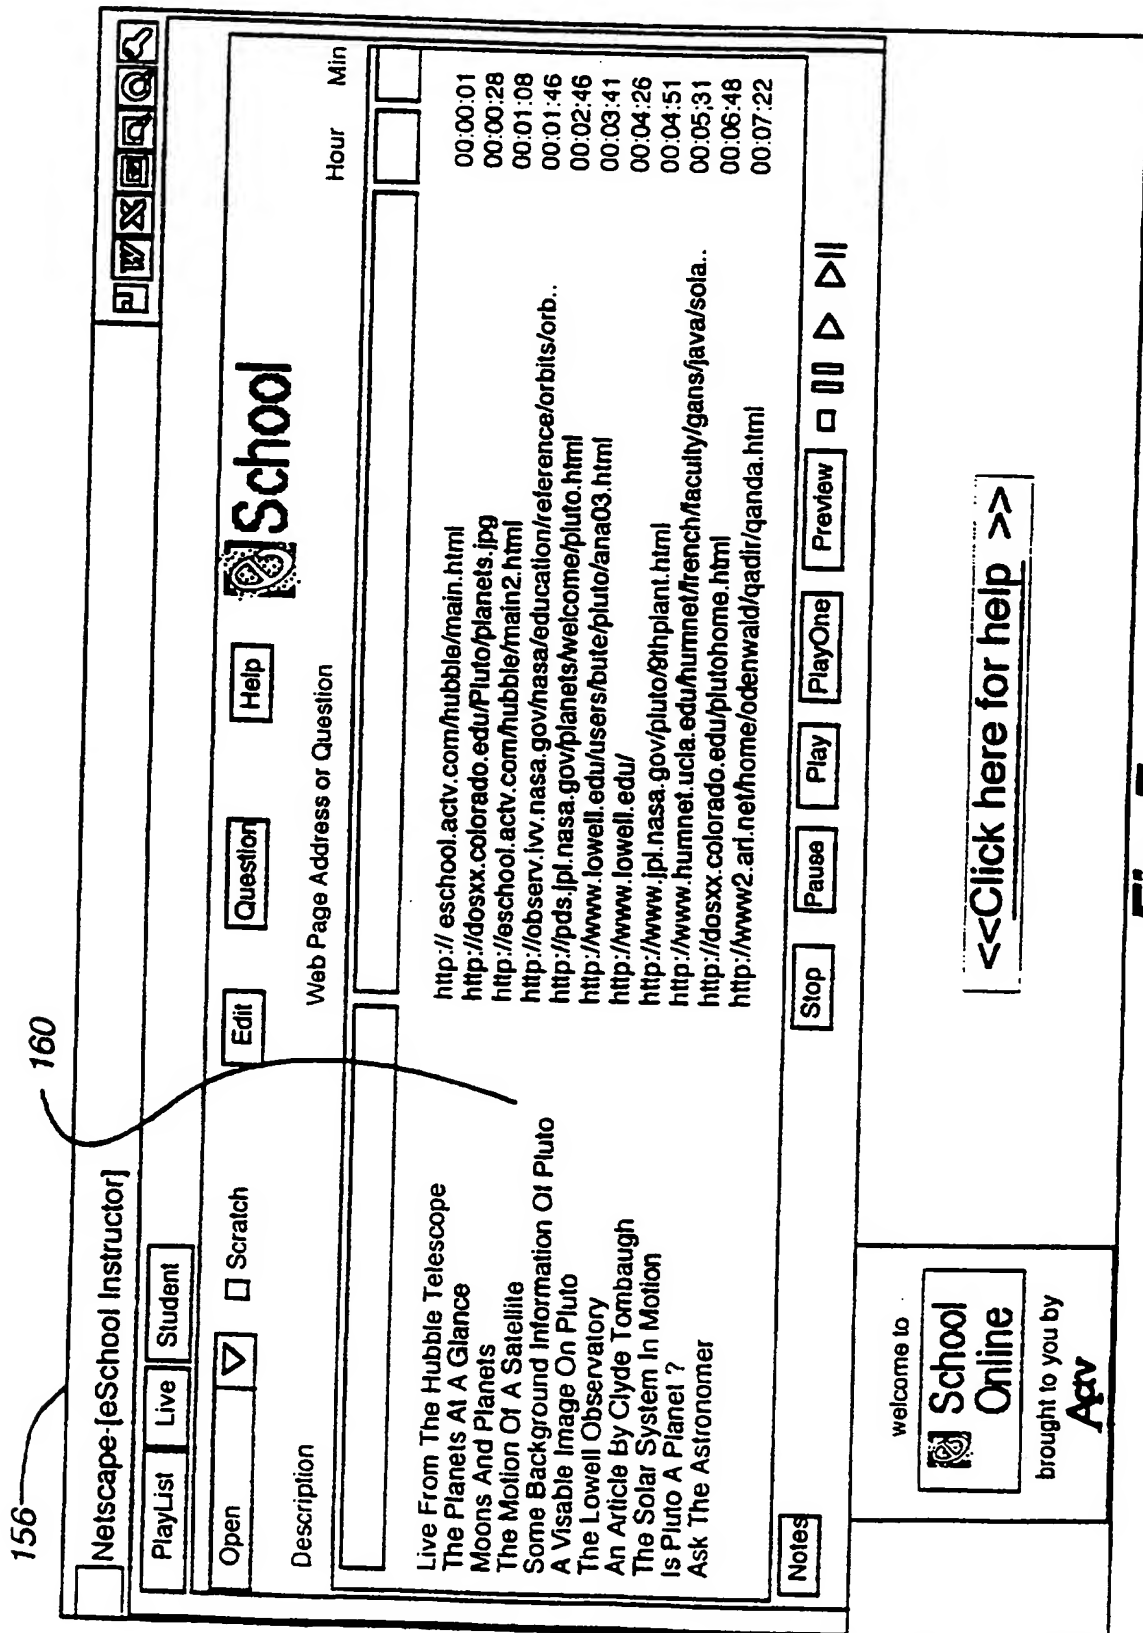 156
160
Netscape-[eSchool Instructor]
PlayList Live Student
Open Scratch Edit Question Help School
Description Web Page Address or Question Hour Min
Live From The Hubble Telescope http:// eschool.actv.com/hubble/main.html 00:00:01
The Planets At A Glance http://dosxx.colorado.edu/Pluto/planets.jpg 00:00:28
Moons And Planets http://eschool.actv.com/hubble/main2.html 00:01:08
The Motion Of A Satellite http://observ.ivv.nasa.gov/nasa/education/reference/orbits/orb.. 00:01:46
Some Background Information Of Pluto http://pds.jpl.nasa.gov/planets/welcome/pluto.html 00:02:46
A Visable Image On Pluto http://www.lowell.edu/users/bute/pluto/ana03.html 00:03:41
The Lowell Observatory http://www.lowell.edu/ 00:04:26
An Article By Clyde Tombaugh http://www.jpl.nasa.gov/pluto/9thplant.html 00:04:51
The Solar System In Motion http://www.humnet.ucla.edu/humnet/french/faculty/gans/java/sola.. 00:05;31
Is Pluto A Planet ? http://dosxx.colorado.edu/plutohome.html 00:06:48
Ask The Astronomer http://www2.ari.net/home/odenwald/qadir/qanda.html 00:07:22
Notes Stop Pause Play PlayOne Preview
welcome to
School
Online
brought to you by
Actv
<<Click here for help >>